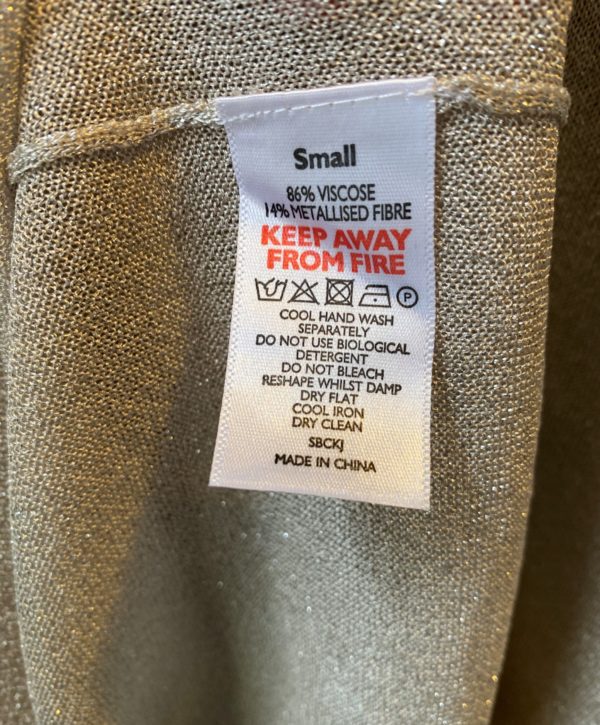 Small
86% VISCOSE
14% METALLISED FIBRE
KEEP AWAY
FROM FIRE
P
COOL HAND WASH
SEPARATELY
DO NOT USE BIOLOGICAL
DETERGENT
DO NOT BLEACH
RESHAPE WHILST DAMP
DRY FLAT
COOL IRON
DRY CLEAN
SBCKJ
MADE IN CHINA